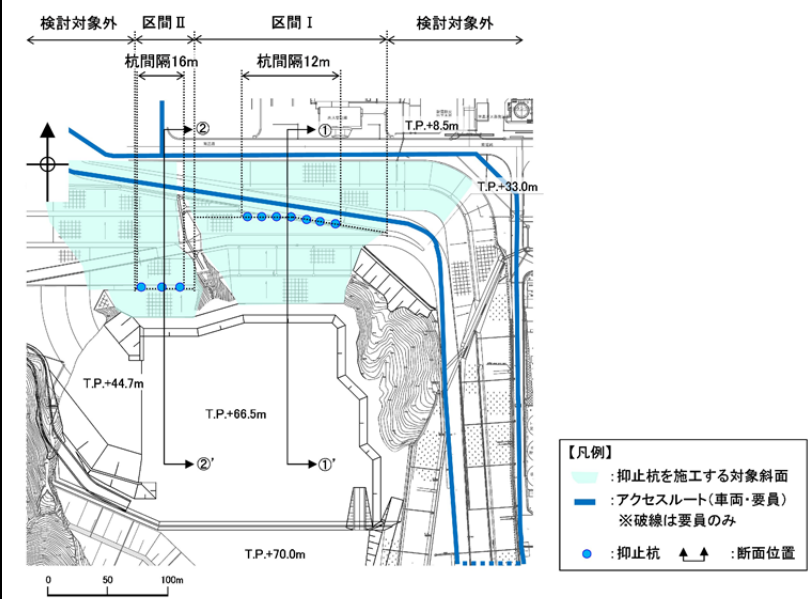 検討対象外 区間Ⅱ 区間Ⅰ 検討対象外
杭間隔16m 杭間隔12m
② ①
T.P.+8.5m
T.P.+33.0m
T.P.+44.7m
T.P.+66.5m
②' ①'
T.P.+70.0m
0 50 100m
【凡例】
:抑止杭を施工する対象斜面
:アクセスルート(車両・要員)
※破線は要員のみ
:抑止杭 :断面位置